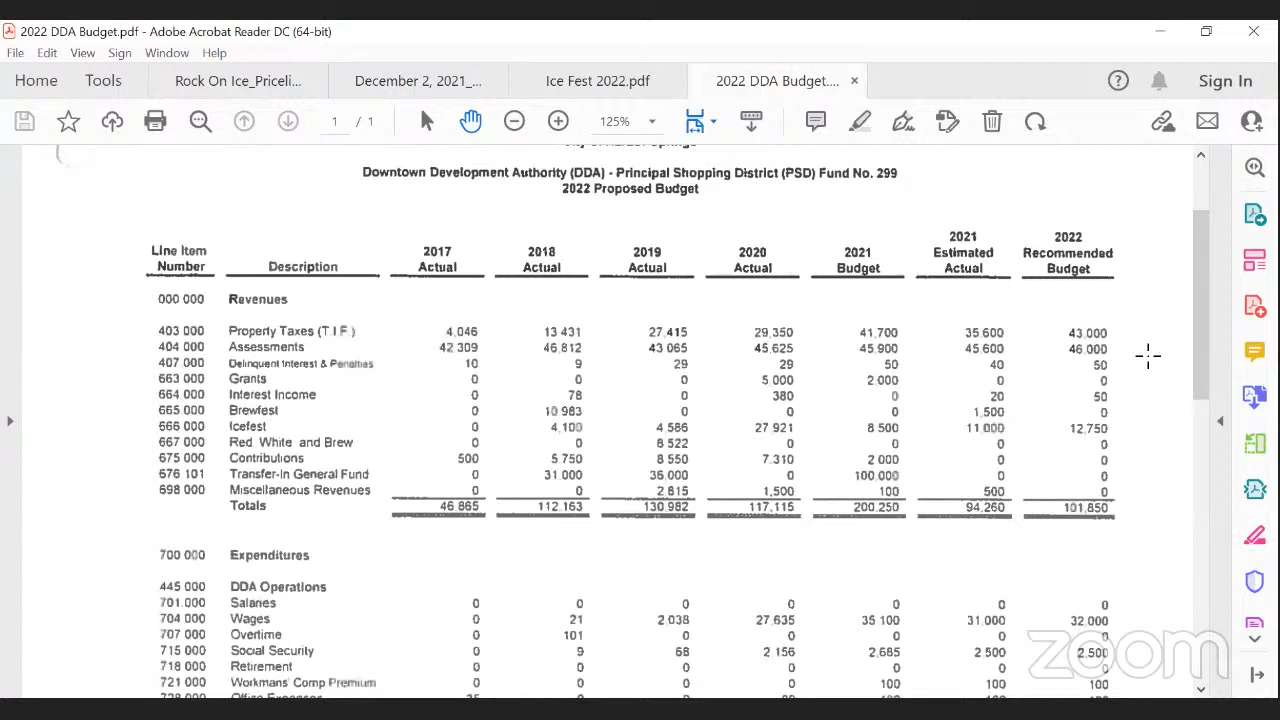 2022 DDA Budget.pdf - Adobe Acrobat Reader DC (64-bit)
File Edit View Sign Window Help
Home Tools Rock On Ice_Priceli... December 2, 2021_... Ice Fest 2022.pdf 2022 DDA Budget.... × Sign In
1 / 1 125%
Downtown Development Authority (DDA) - Principal Shopping District (PSD) Fund No. 299
2022 Proposed Budget
2021 2022
Line Item 2017 2018 2019 2020 2021 Estimated Recommended
Number Description Actual Actual Actual Actual Budget Actual Budget
000 000 Revenues
403 000 Property Taxes (T I F ) 4,046 13 431 27,415 29,350 41,700 35 600 43,000
404 000 Assessments 42 309 46,812 43 065 45,625 45,900 45,600 46 000
407 000 Delinquent Interest & Penalties 10 9 29 29 50 40 50
663 000 Grants 0 0 0 5,000 2 000 0 0
664 000 Interest Income 0 78 0 380 0 20 50
665 000 Brewfest 0 10 983 0 0 0 1,500 0
666 000 Icefest 0 4,100 4 586 27 921 8 500 11 000 12,750
667 000 Red White and Brew 0 0 8 522 0 0 0 0
675 000 Contributions 500 5 750 8 550 7,310 2 000 0 0
676 101 Transfer-In General Fund 0 31 000 36,000 0 100 000 0 0
698 000 Miscellaneous Revenues 0 0 2,815 1,500 100 500 0
Totals 46 865 112,163 130 982 117,115 200 250 94,260 101,850
700 000 Expenditures
445 000 DDA Operations
701.000 Salaries 0 0 0 0 0 0 0
704 000 Wages 0 21 2 038 27,635 35 100 31,000 32,000
707 000 Overtime 0 101 0 0 0 0 0
715 000 Social Security 0 9 68 2 156 2,685 2 500 2,500
718 000 Retirement 0 0 0 0 0 0 0
721 000 Workmans' Comp Premium 0 0 0 0 100 100 100
zoom